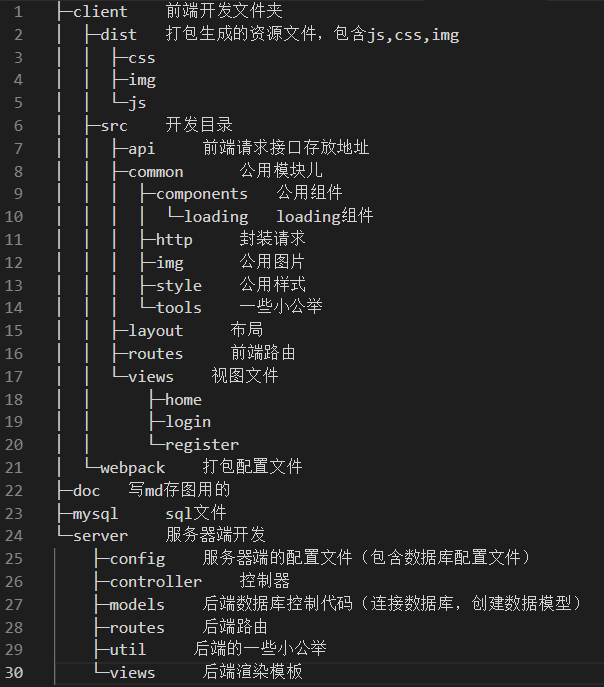 1 ├─client 前端开发文件夹
2 │ ├─dist 打包生成的资源文件，包含js,css,img
3 │ │ ├─css
4 │ │ ├─img
5 │ │ └─js
6 │ ├─src 开发目录
7 │ │ ├─api 前端请求接口存放地址
8 │ │ ├─common 公用模块儿
9 │ │ │ ├─components 公用组件
10 │ │ │ │ └─loading loading组件
11 │ │ │ ├─http 封装请求
12 │ │ │ ├─img 公用图片
13 │ │ │ ├─style 公用样式
14 │ │ │ └─tools 一些小公举
15 │ │ ├─layout 布局
16 │ │ ├─routes 前端路由
17 │ │ └─views 视图文件
18 │ │ ├─home
19 │ │ ├─login
20 │ │ └─register
21 │ └─webpack 打包配置文件
22 ├─doc 写md存图用的
23 ├─mysql sql文件
24 └─server 服务器端开发
25 ├─config 服务器端的配置文件（包含数据库配置文件）
26 ├─controller 控制器
27 ├─models 后端数据库控制代码（连接数据库，创建数据模型）
28 ├─routes 后端路由
29 ├─util 后端的一些小公举
30 └─views 后端渲染模板